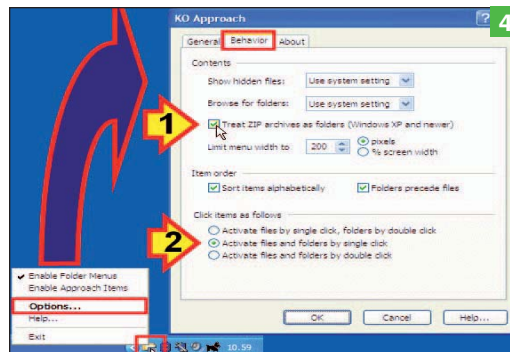 KO Approach
?
4
General Behavior About
Contents
Show hidden files: Use system setting
Browse for folders: Use system setting
1
Treat ZIP archives as folders (Windows XP and newer)
Limit menu width to 200 pixels
% screen width
Item order
Sort items alphabetically Folders precede files
Click items as follows
2
Activate files by single click, folders by double click
Activate files and folders by single click
Activate files and folders by double click
Enable Folder Menus
Enable Approach Items
Options...
Help...
Exit
OK Cancel Help...
10.59